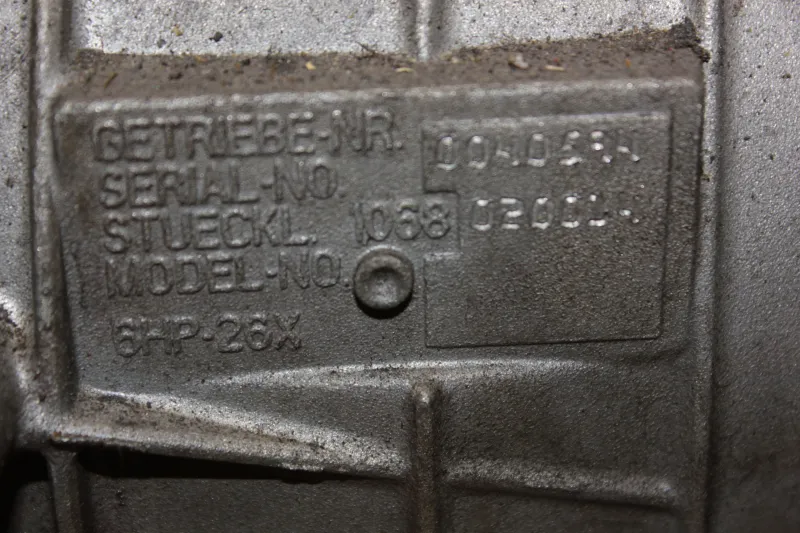 GETRIEBE-NR.
SERIAL-NO.
STUECKL. 1068
MODEL-NO.
6HP-26X